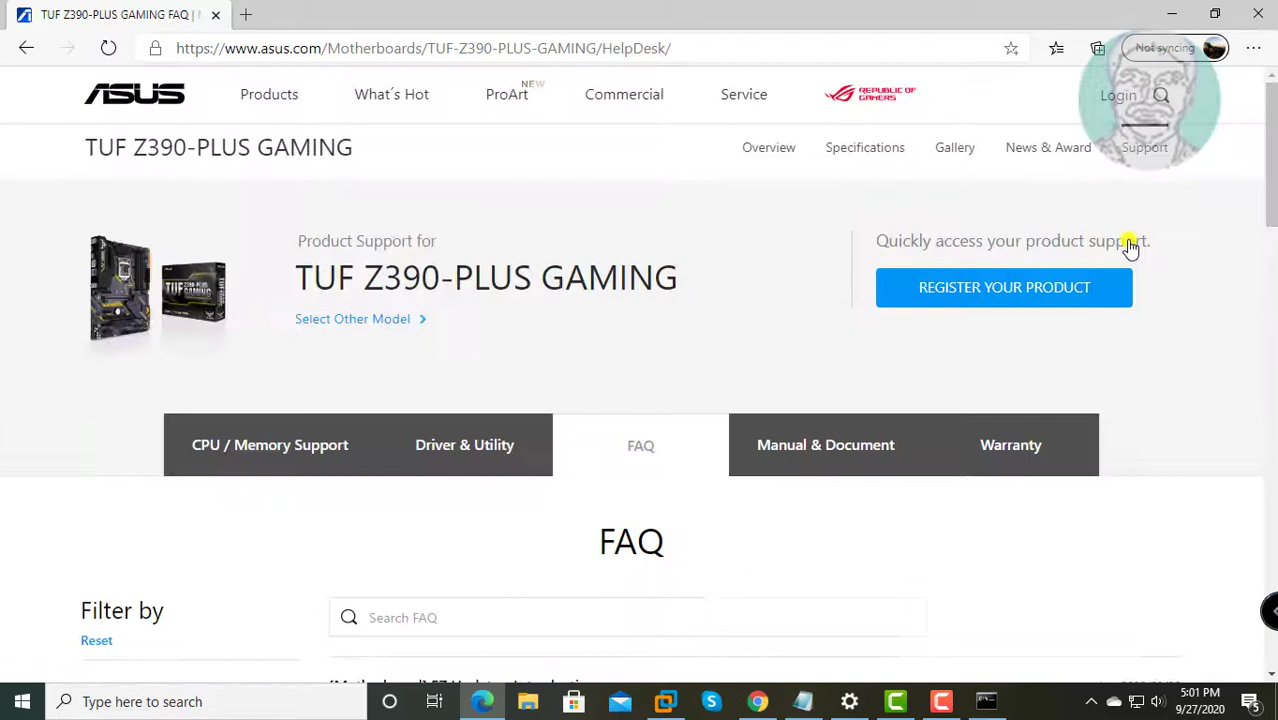 TUF Z390-PLUS GAMING FAQ |
https://www.asus.com/Motherboards/TUF-Z390-PLUS-GAMING/HelpDesk/
Not syncing
ASUS
Products
What´s Hot
ProArt
NEW
Commercial
Service
REPUBLIC OF
GAMERS
Login
TUF Z390-PLUS GAMING
Overview
Specifications
Gallery
News & Award
Support
Product Support for
TUF Z390-PLUS GAMING
Select Other Model
Quickly access your product support.
REGISTER YOUR PRODUCT
CPU / Memory Support
Driver & Utility
FAQ
Manual & Document
Warranty
FAQ
Filter by
Reset
Search FAQ
Type here to search
5:01 PM
9/27/2020
5